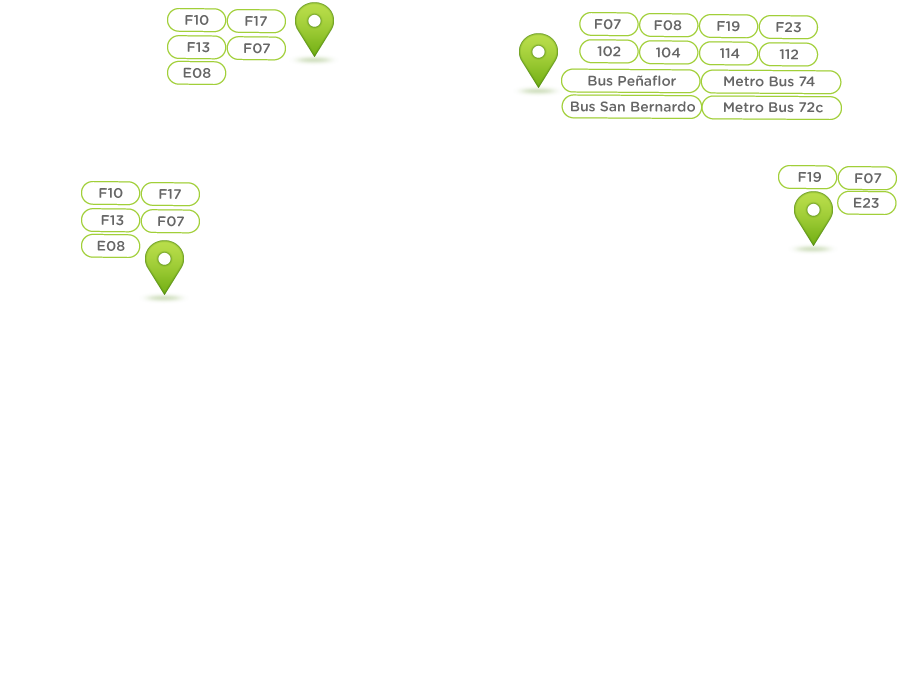 F10 F17
F13 F07
E08
F07 F08 F19 F23
102 104 114 112
Bus Peñaflor Metro Bus 74
Bus San Bernardo Metro Bus 72c
F10 F17
F13 F07
E08
F19 F07
E23